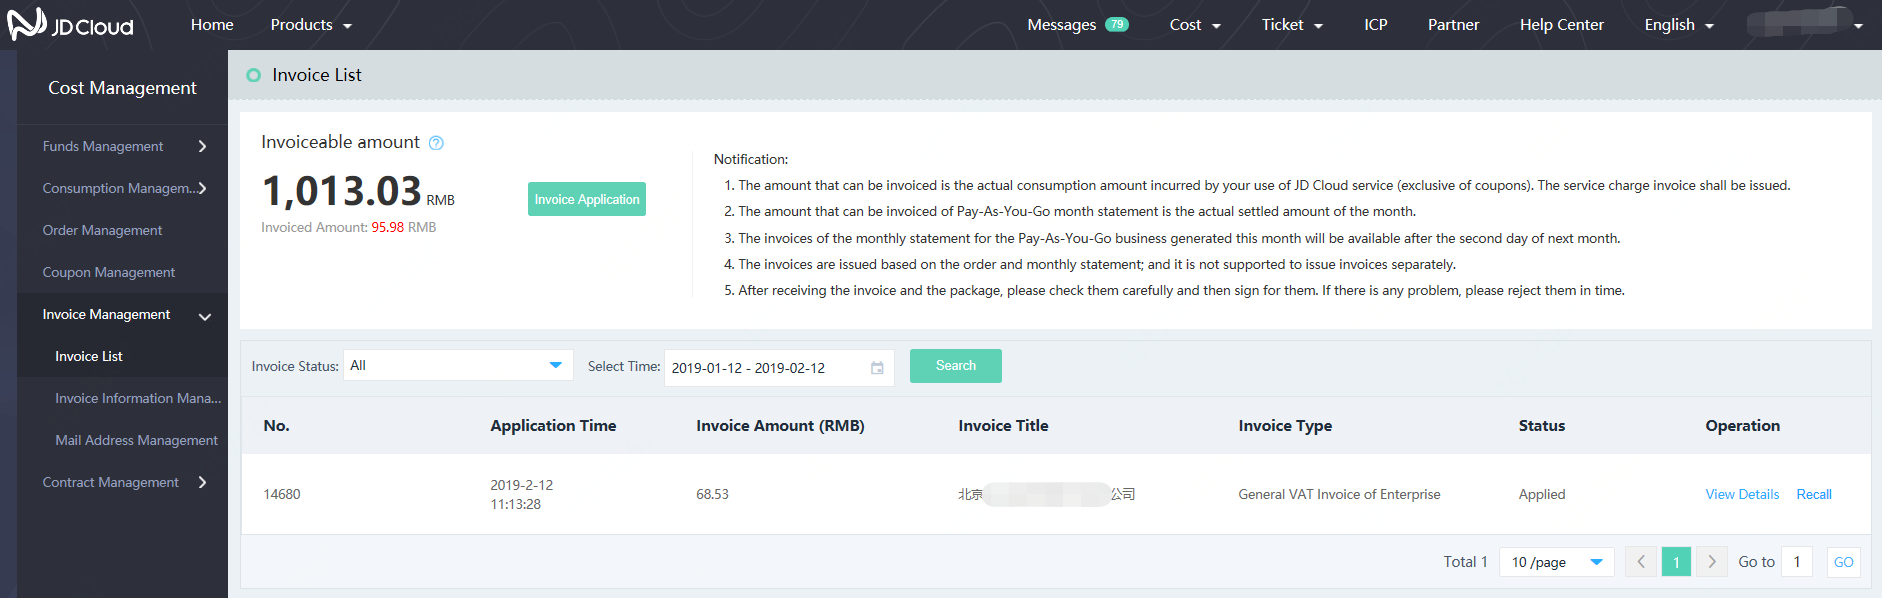 JD Cloud
Home
Products
Messages 79
Cost
Ticket
ICP
Partner
Help Center
English
Cost Management
Funds Management
Consumption Managem...
Order Management
Coupon Management
Invoice Management
Invoice List
Invoice Information Mana...
Mail Address Management
Contract Management
Invoice List
Invoiceable amount ?
1,013.03 RMB
Invoiced Amount: 95.98 RMB
Invoice Application
Notification:
1. The amount that can be invoiced is the actual consumption amount incurred by your use of JD Cloud service (exclusive of coupons). The service charge invoice shall be issued.
2. The amount that can be invoiced of Pay-As-You-Go month statement is the actual settled amount of the month.
3. The invoices of the monthly statement for the Pay-As-You-Go business generated this month will be available after the second day of next month.
4. The invoices are issued based on the order and monthly statement; and it is not supported to issue invoices separately.
5. After receiving the invoice and the package, please check them carefully and then sign for them. If there is any problem, please reject them in time.
Invoice Status: All
Select Time: 2019-01-12 - 2019-02-12
Search
No. Application Time Invoice Amount (RMB) Invoice Title Invoice Type Status Operation
14680 2019-2-12 11:13:28 68.53 北京 公司 General VAT Invoice of Enterprise Applied View Details Recall
Total 1 10 /page 1 Go to 1 GO